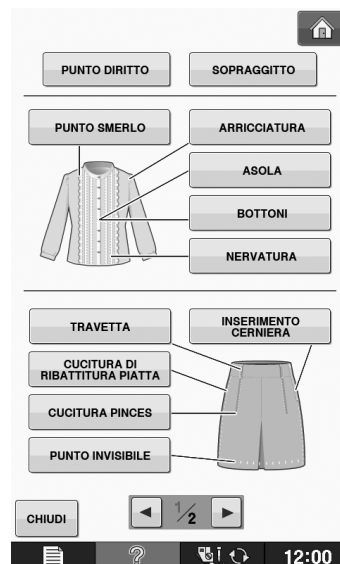 PUNTO DIRITTO
SOPRAGGITTO
PUNTO SMERLO
ARRICCIATURA
ASOLA
BOTTONI
NERVATURA
TRAVETTA
INSERIMENTO
CERNIERA
CUCITURA DI
RIBATTITURA PIATTA
CUCITURA PINCES
PUNTO INVISIBILE
CHIUDI
1/2
?
12:00